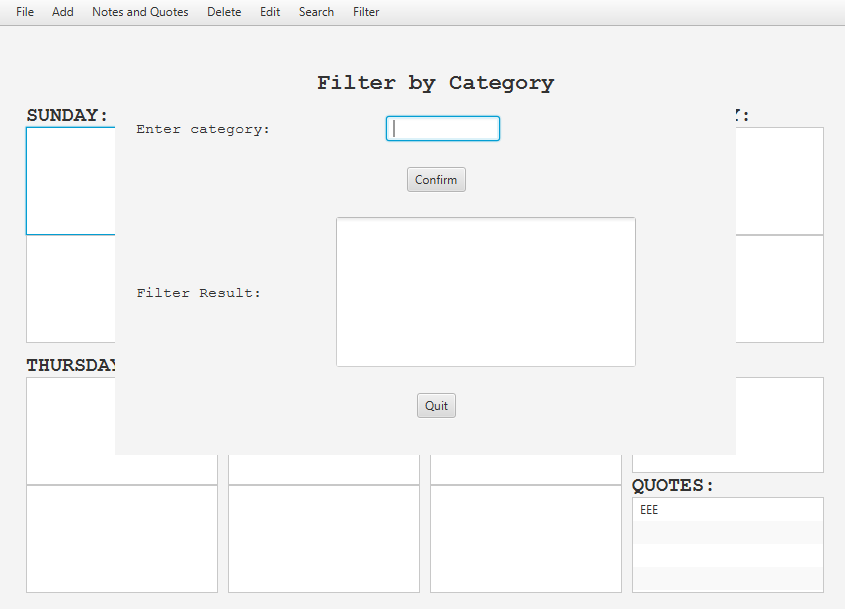 File Add Notes and Quotes Delete Edit Search Filter
Filter by Category
SUNDAY:
Enter category:
Confirm
Filter Result:
THURSDAY
Quit
QUOTES:
EEE